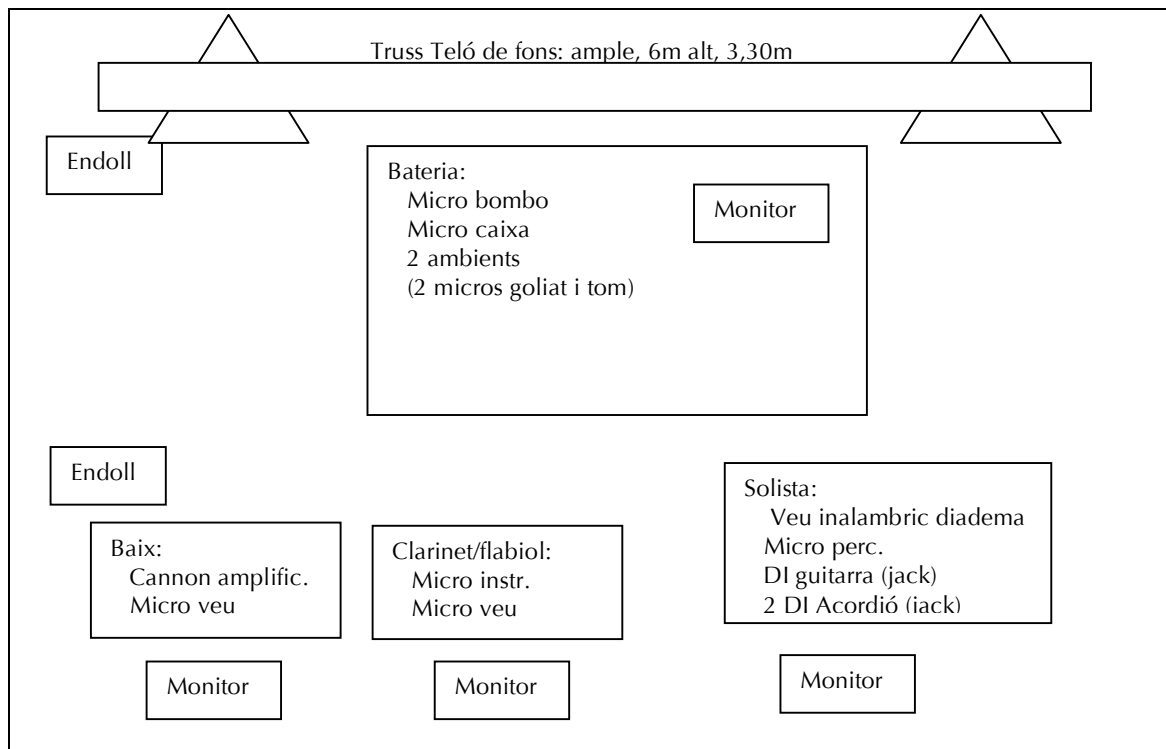 Truss Teló de fons: ample, 6m alt, 3,30m
Endoll
Bateria:
Micro bombo
Micro caixa
2 ambients
(2 micros goliat i tom)
Monitor
Endoll
Baix:
Cannon amplific.
Micro veu
Clarinet/flabiol:
Micro instr.
Micro veu
Solista:
Veu inalambric diadema
Micro perc.
DI guitarra (jack)
2 DI Acordió (jack)
Monitor
Monitor
Monitor